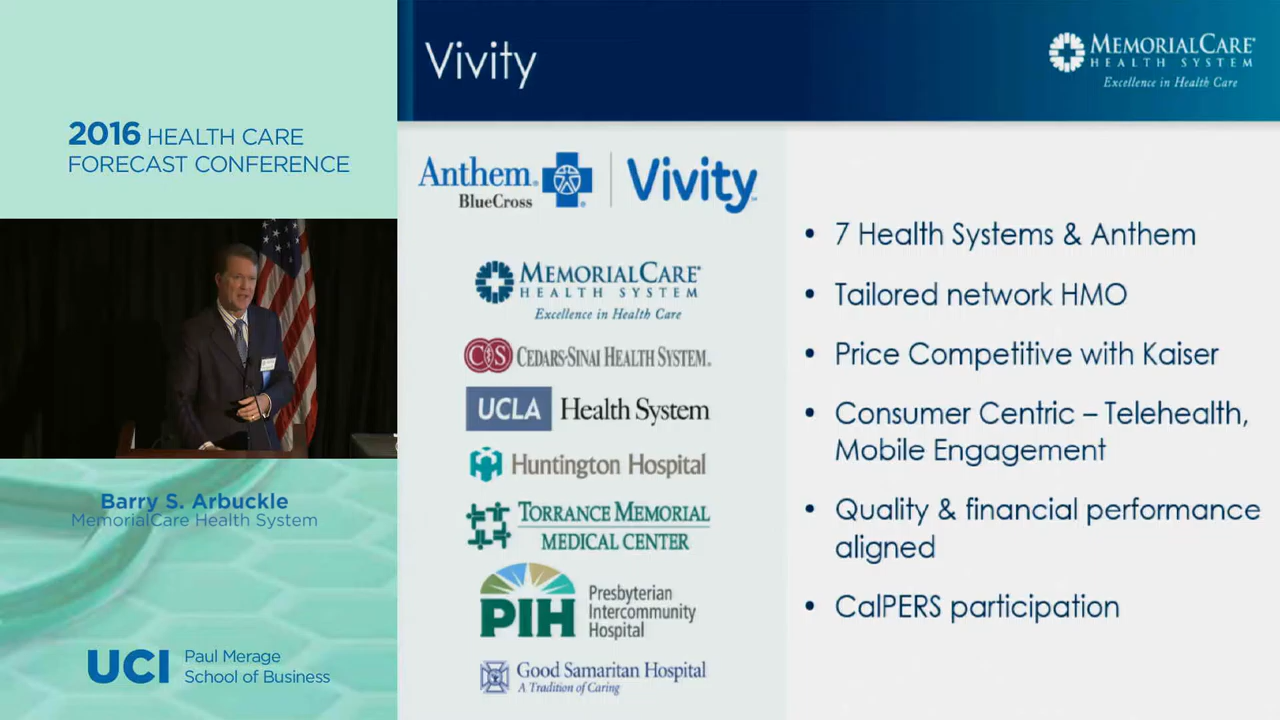 2016 HEALTH CARE
FORECAST CONFERENCE
Barry S. Arbuckle
MemorialCare Health System
UCI
Paul Merage
School of Business
Vivity
MEMORIALCARE®
HEALTH SYSTEM
Excellence in Health Care
Anthem®
BlueCross
Vivity
MEMORIALCARE®
HEALTH SYSTEM
Excellence in Health Care
CS CEDARS-SINAI HEALTH SYSTEM®
UCLA Health System
Huntington Hospital
TORRANCE MEMORIAL
MEDICAL CENTER
PIH
Presbyterian
Intercommunity
Hospital
Good Samaritan Hospital
A Tradition of Caring
• 7 Health Systems & Anthem
• Tailored network HMO
• Price Competitive with Kaiser
• Consumer Centric – Telehealth,
Mobile Engagement
• Quality & financial performance
aligned
• CalPERS participation